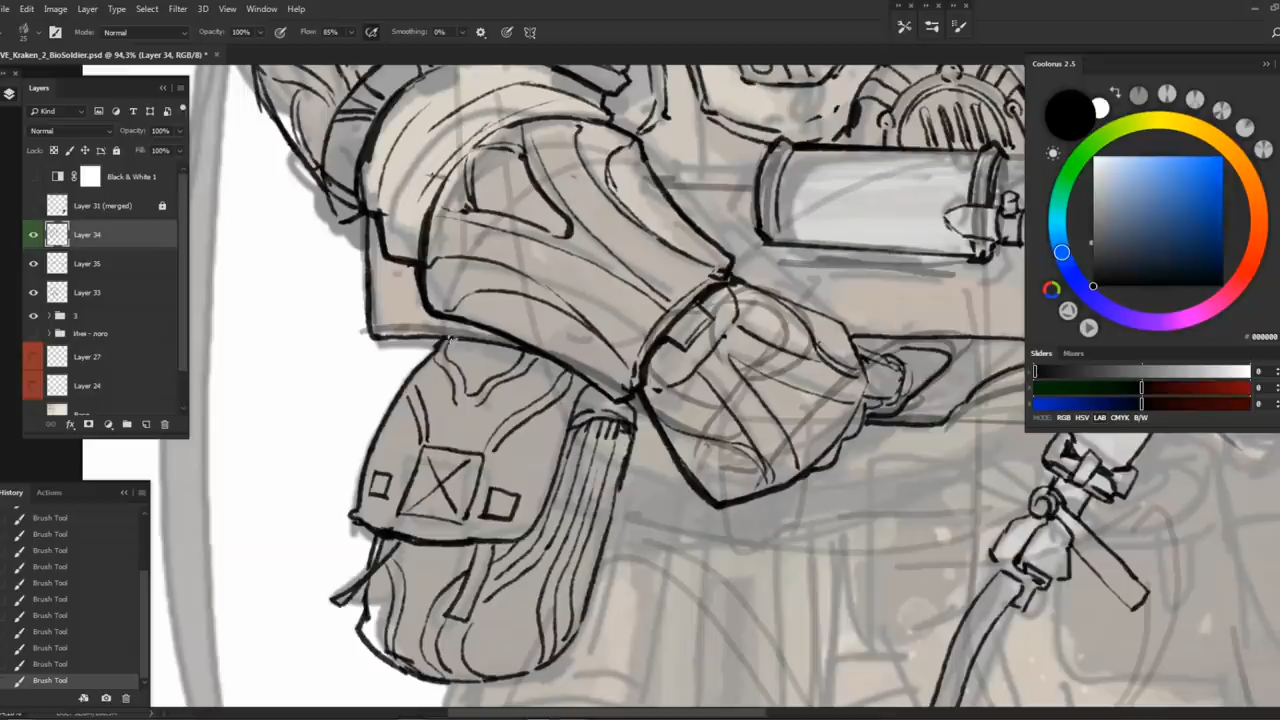 Edit Image Layer Type Select Filter 3D View Window Help
25 Mode: Normal Opacity: 100% Flow: 85% Smoothing: 0%
VE_Kraken_2_BioSoldier.psd @ 94,3% (Layer 34, RGB/8) *
Layers
Kind
Normal Opacity: 100%
Lock: Fill: 100%
Black & White 1
Layer 31 (merged)
Layer 34
Layer 35
Layer 33
3
Layer 27
Layer 24
History Actions
Brush Tool
Brush Tool
Brush Tool
Brush Tool
Brush Tool
Brush Tool
Brush Tool
Brush Tool
Brush Tool
Brush Tool
Brush Tool
Coolorus 2.5
# 000000
Sliders Mixers
0
0
0
MODE: RGB HSV LAB CMYK B/W